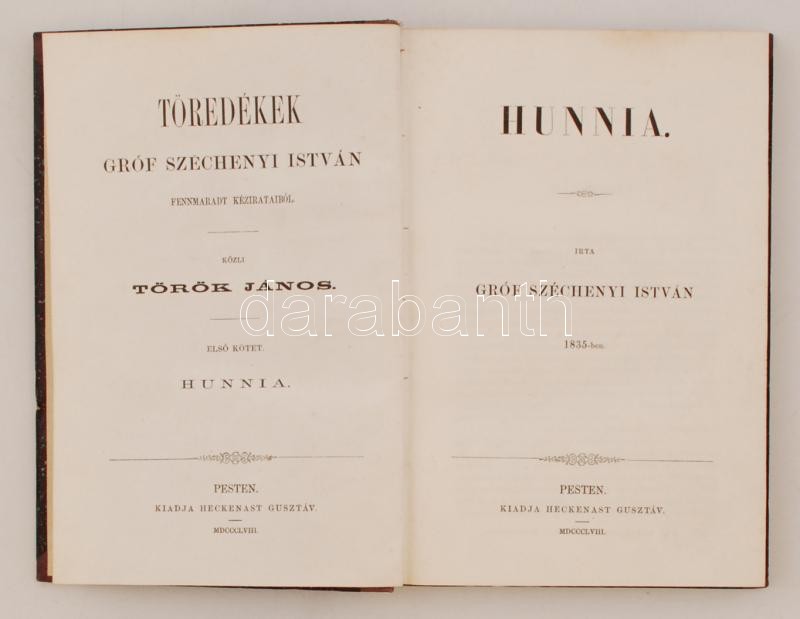 TÖREDÉKEK
GRÓF SZÉCHENYI ISTVÁN
FENNMARADT KÉZIRATAIBÓL.
KÖZLI
TÖRÖK JÁNOS.
ELSŐ KÖTET.
HUNNIA.
PESTEN.
KIADJA HECKENAST GUSZTÁV.
MDCCCLVIII.
HUNNIA.
IRTA
GRÓF SZÉCHENYI ISTVÁN
1835-ben.
PESTEN.
KIADJA HECKENAST GUSZTÁV.
MDCCCLVIII.
darabanth